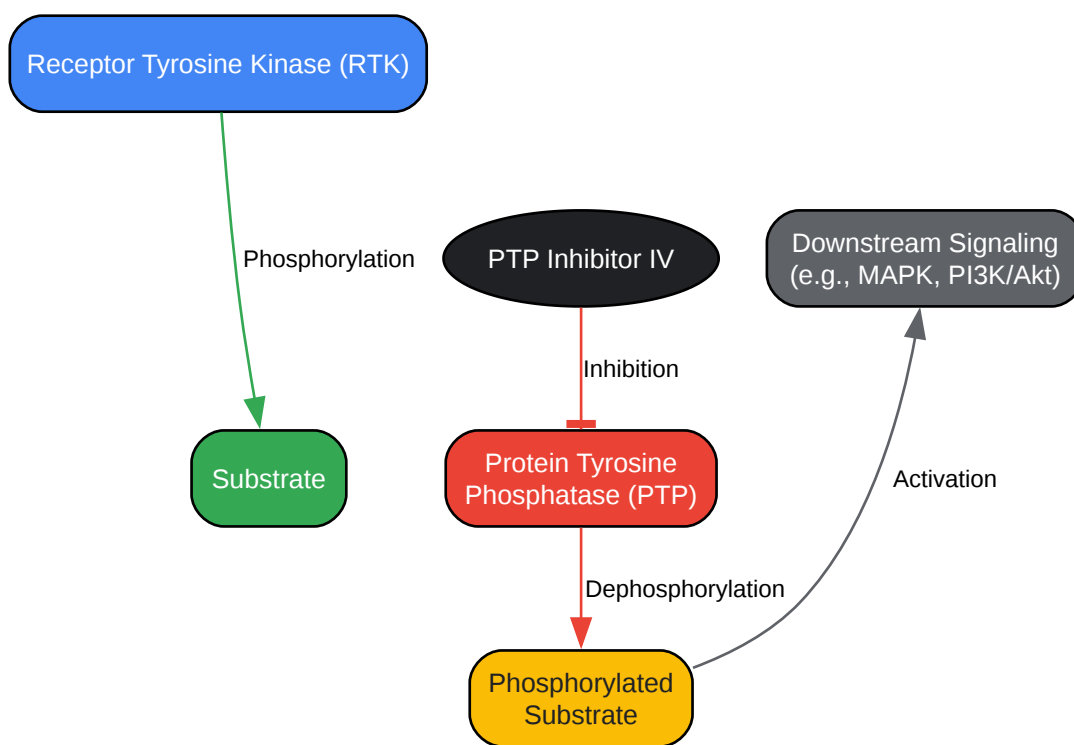 Receptor Tyrosine Kinase (RTK)
Phosphorylation
PTP Inhibitor IV
Downstream Signaling
(e.g., MAPK, PI3K/Akt)
Inhibition
Substrate
Protein Tyrosine
Phosphatase (PTP)
Activation
Dephosphorylation
Phosphorylated
Substrate